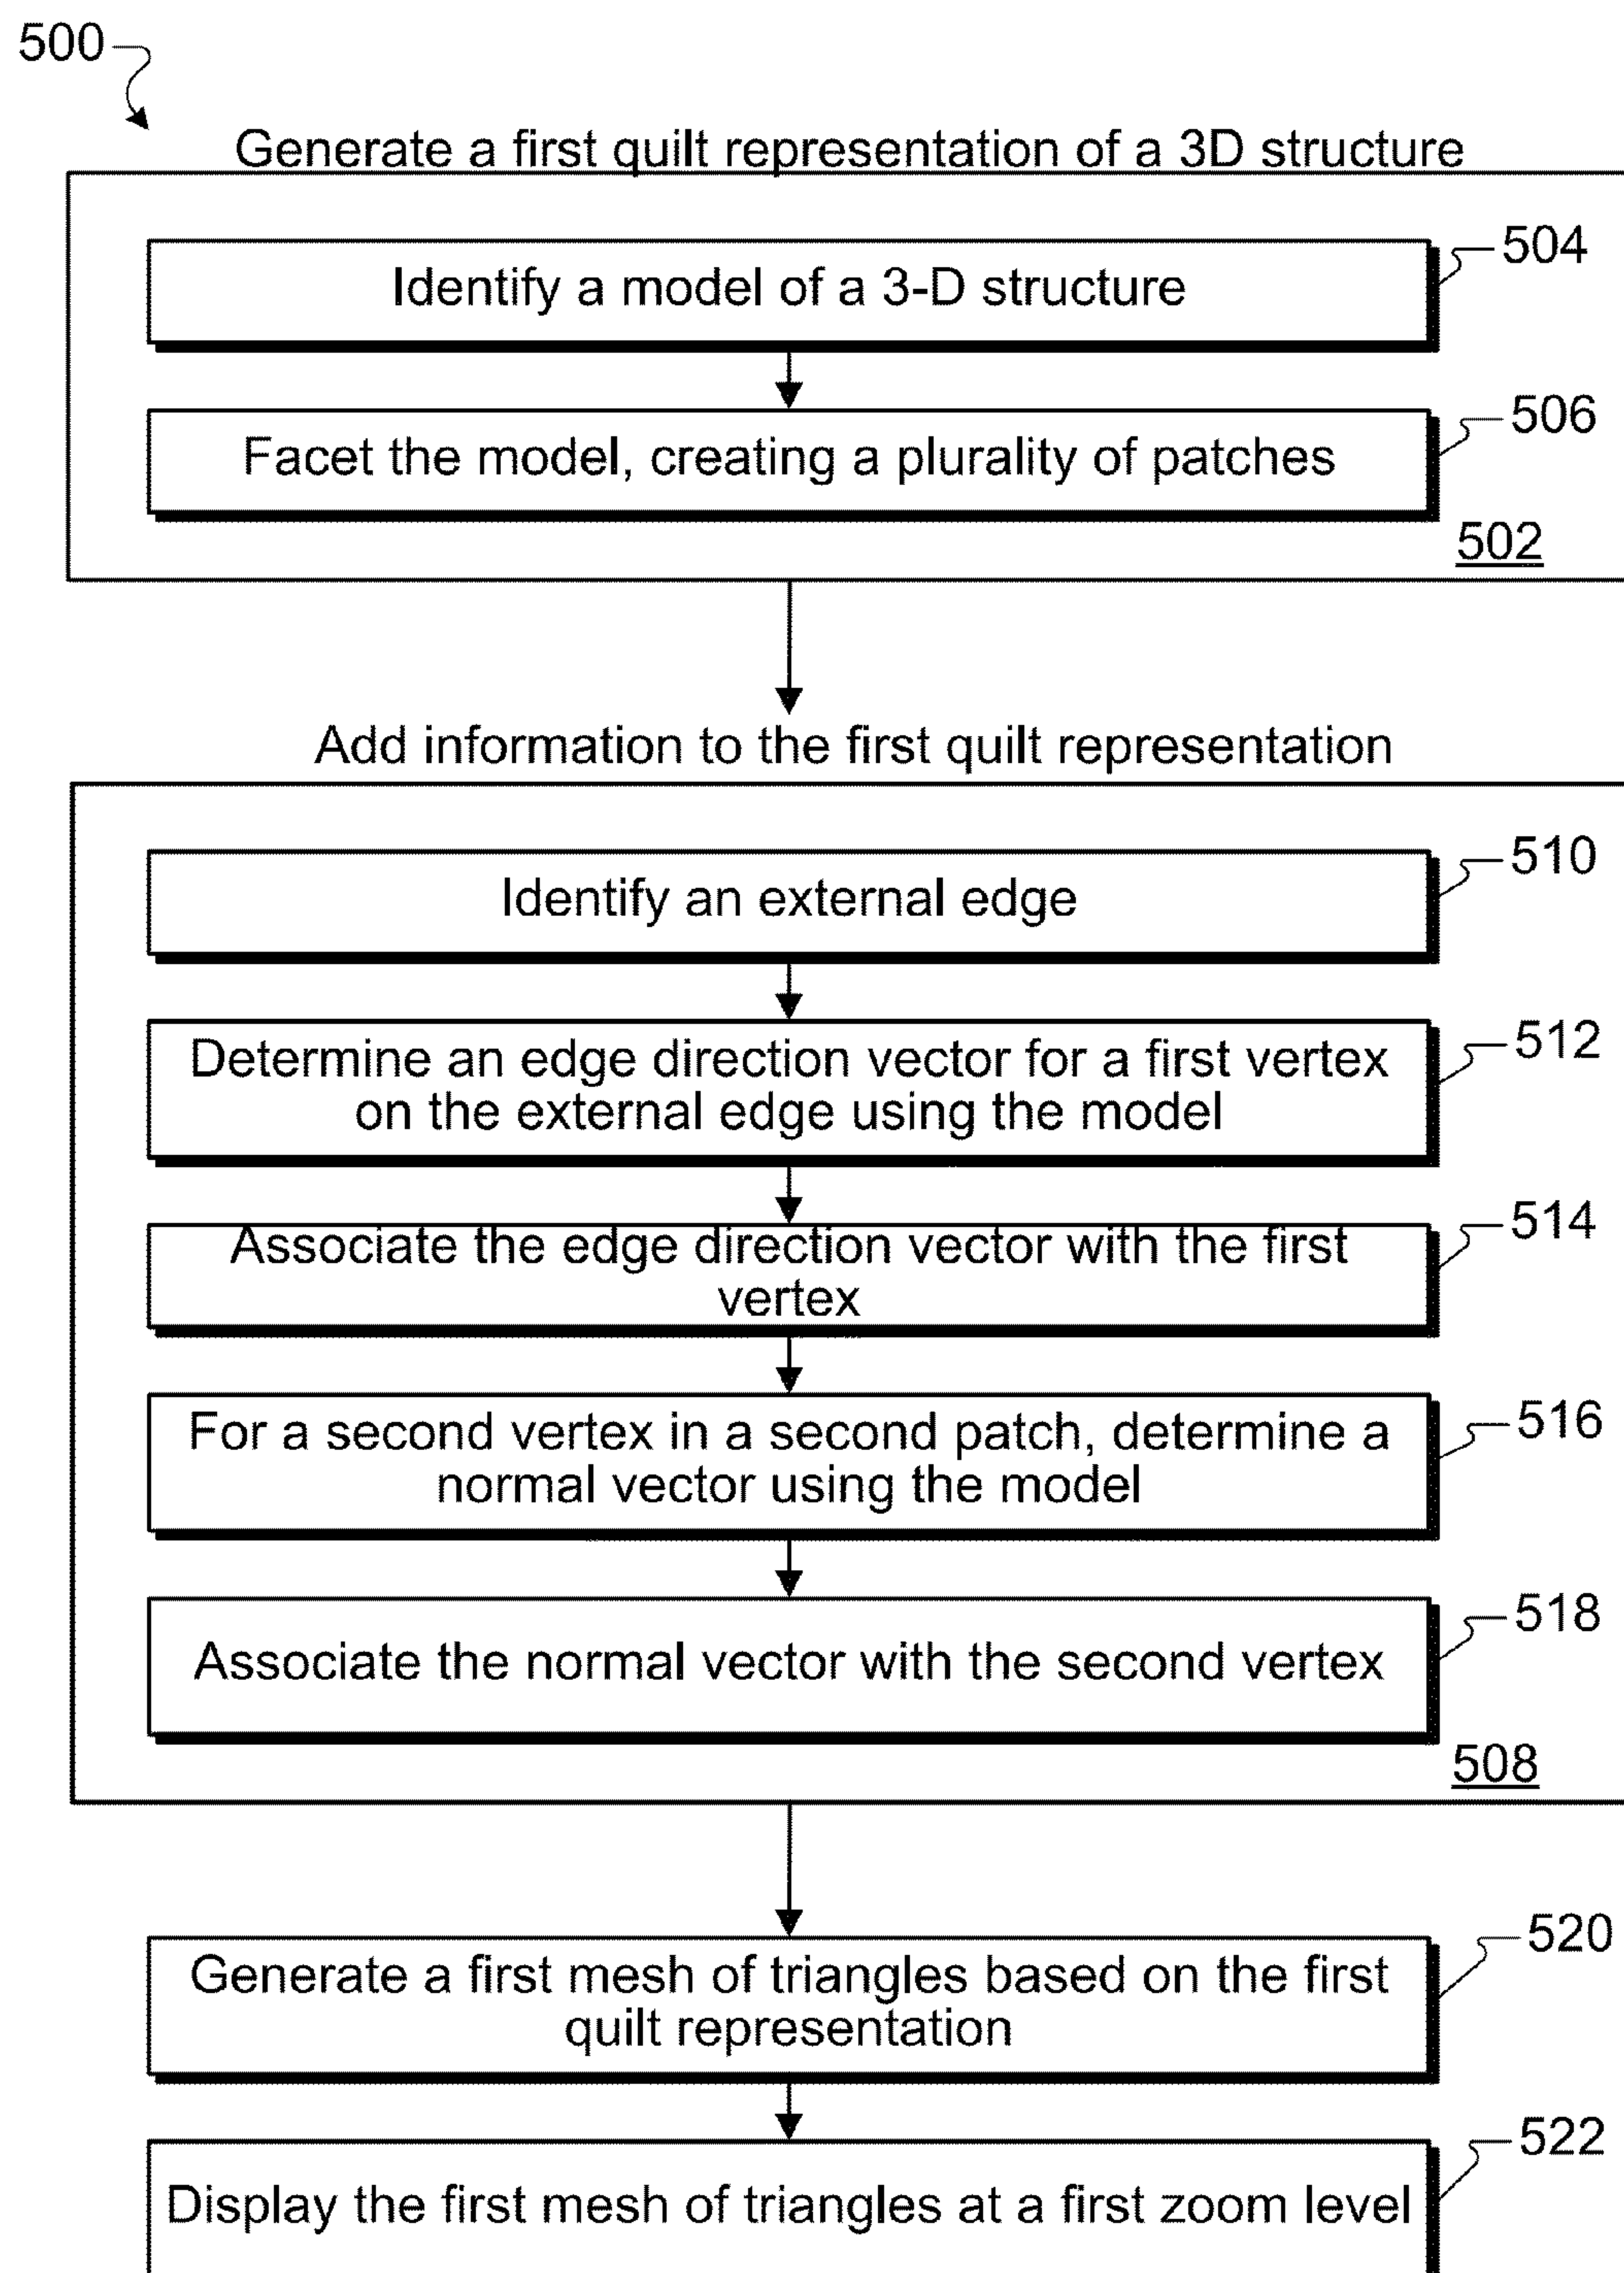 500
Generate a first quilt representation of a 3D structure
504
Identify a model of a 3-D structure
506
Facet the model, creating a plurality of patches
502
Add information to the first quilt representation
510
Identify an external edge
512
Determine an edge direction vector for a first vertex
on the external edge using the model
514
Associate the edge direction vector with the first
vertex
516
For a second vertex in a second patch, determine a
normal vector using the model
518
Associate the normal vector with the second vertex
508
520
Generate a first mesh of triangles based on the first
quilt representation
522
Display the first mesh of triangles at a first zoom level